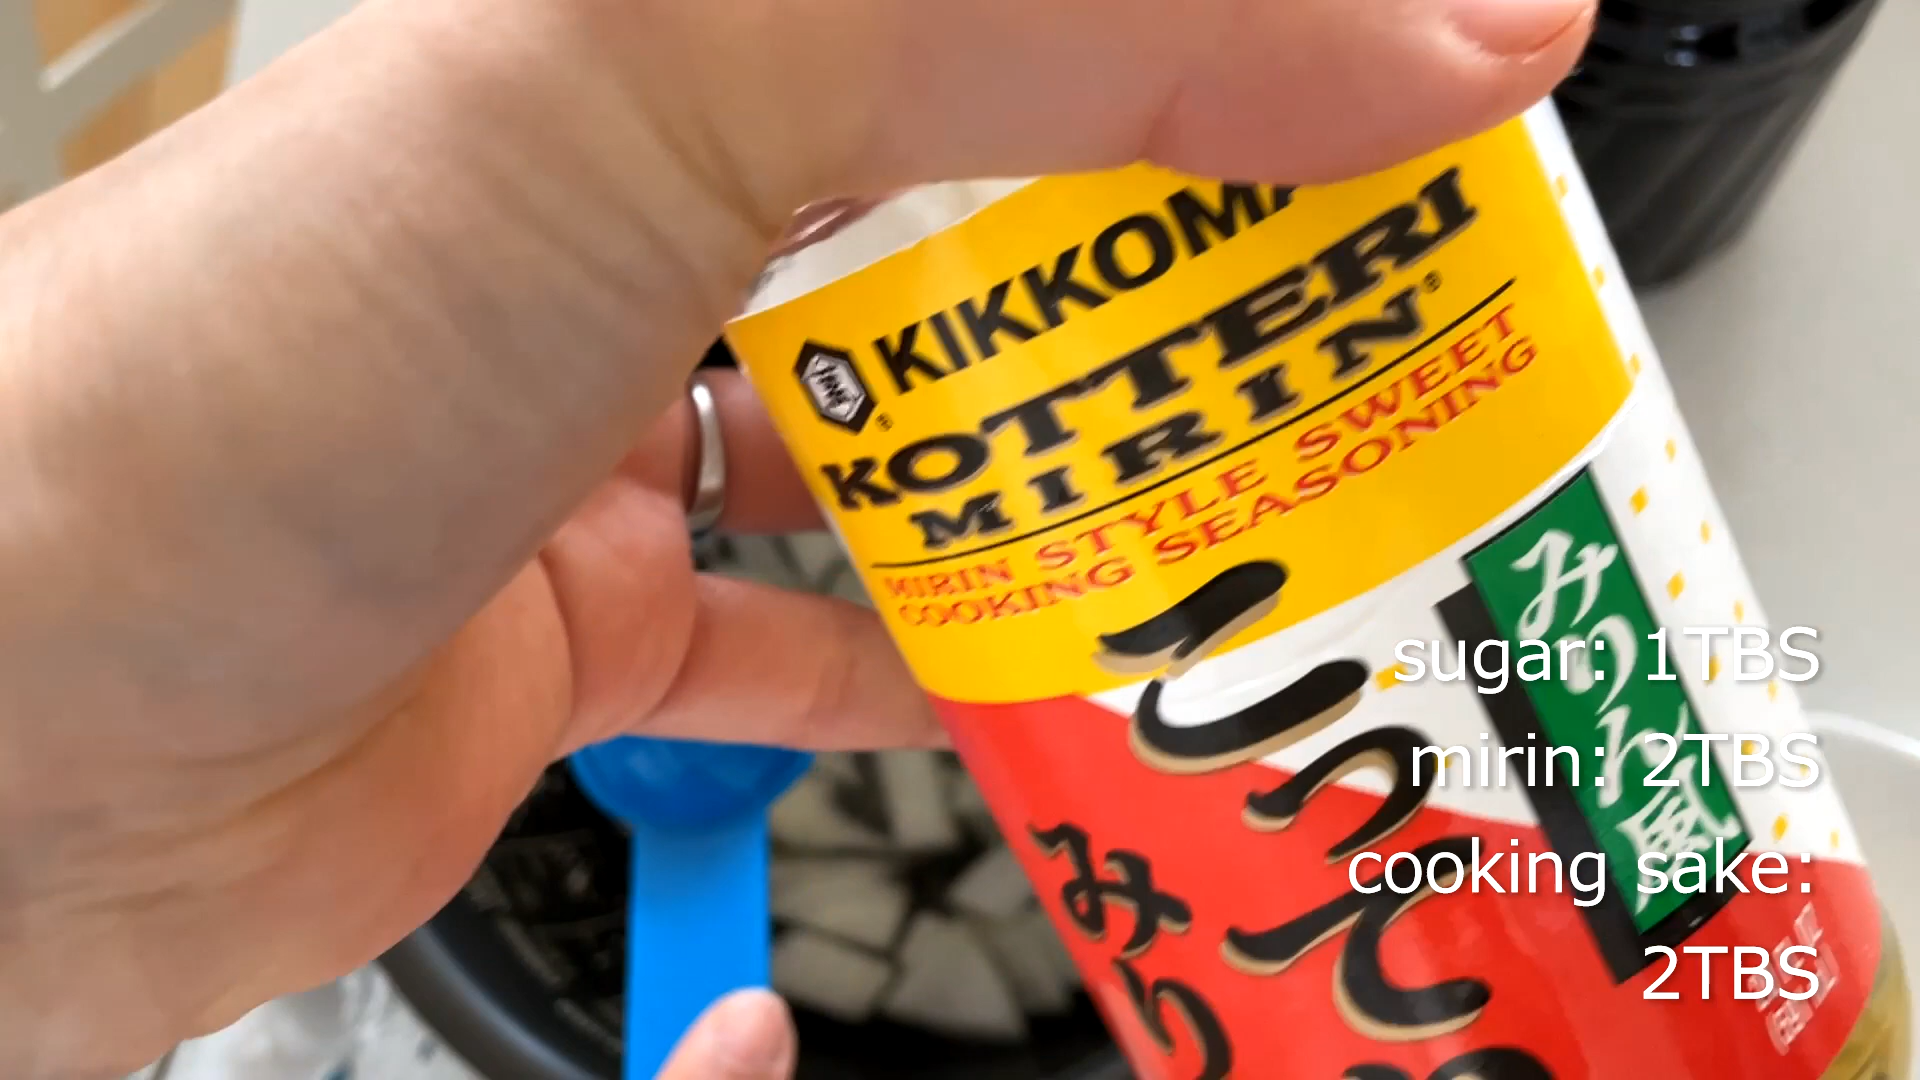 KIKKOMA
KOTTERI
MIRIN®
MIRIN STYLE SWEET
COOKING SEASONING
みりん風
こって
みり
sugar: 1TBS
mirin: 2TBS
cooking sake:
2TBS